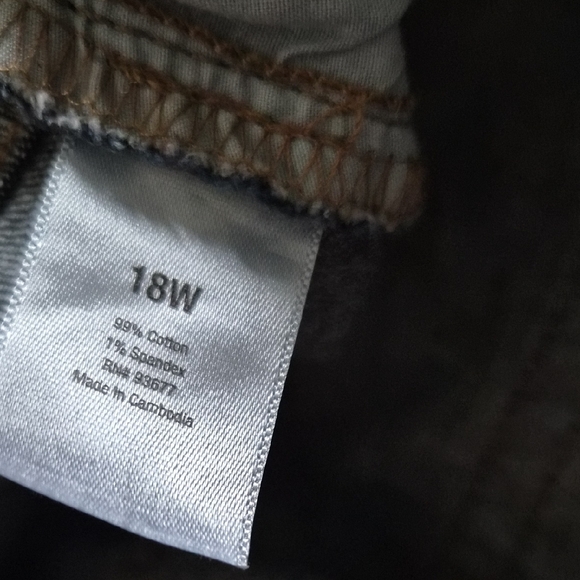 18W
99% Cotton
1% Spandex
RN# 93677
Made in Cambodia